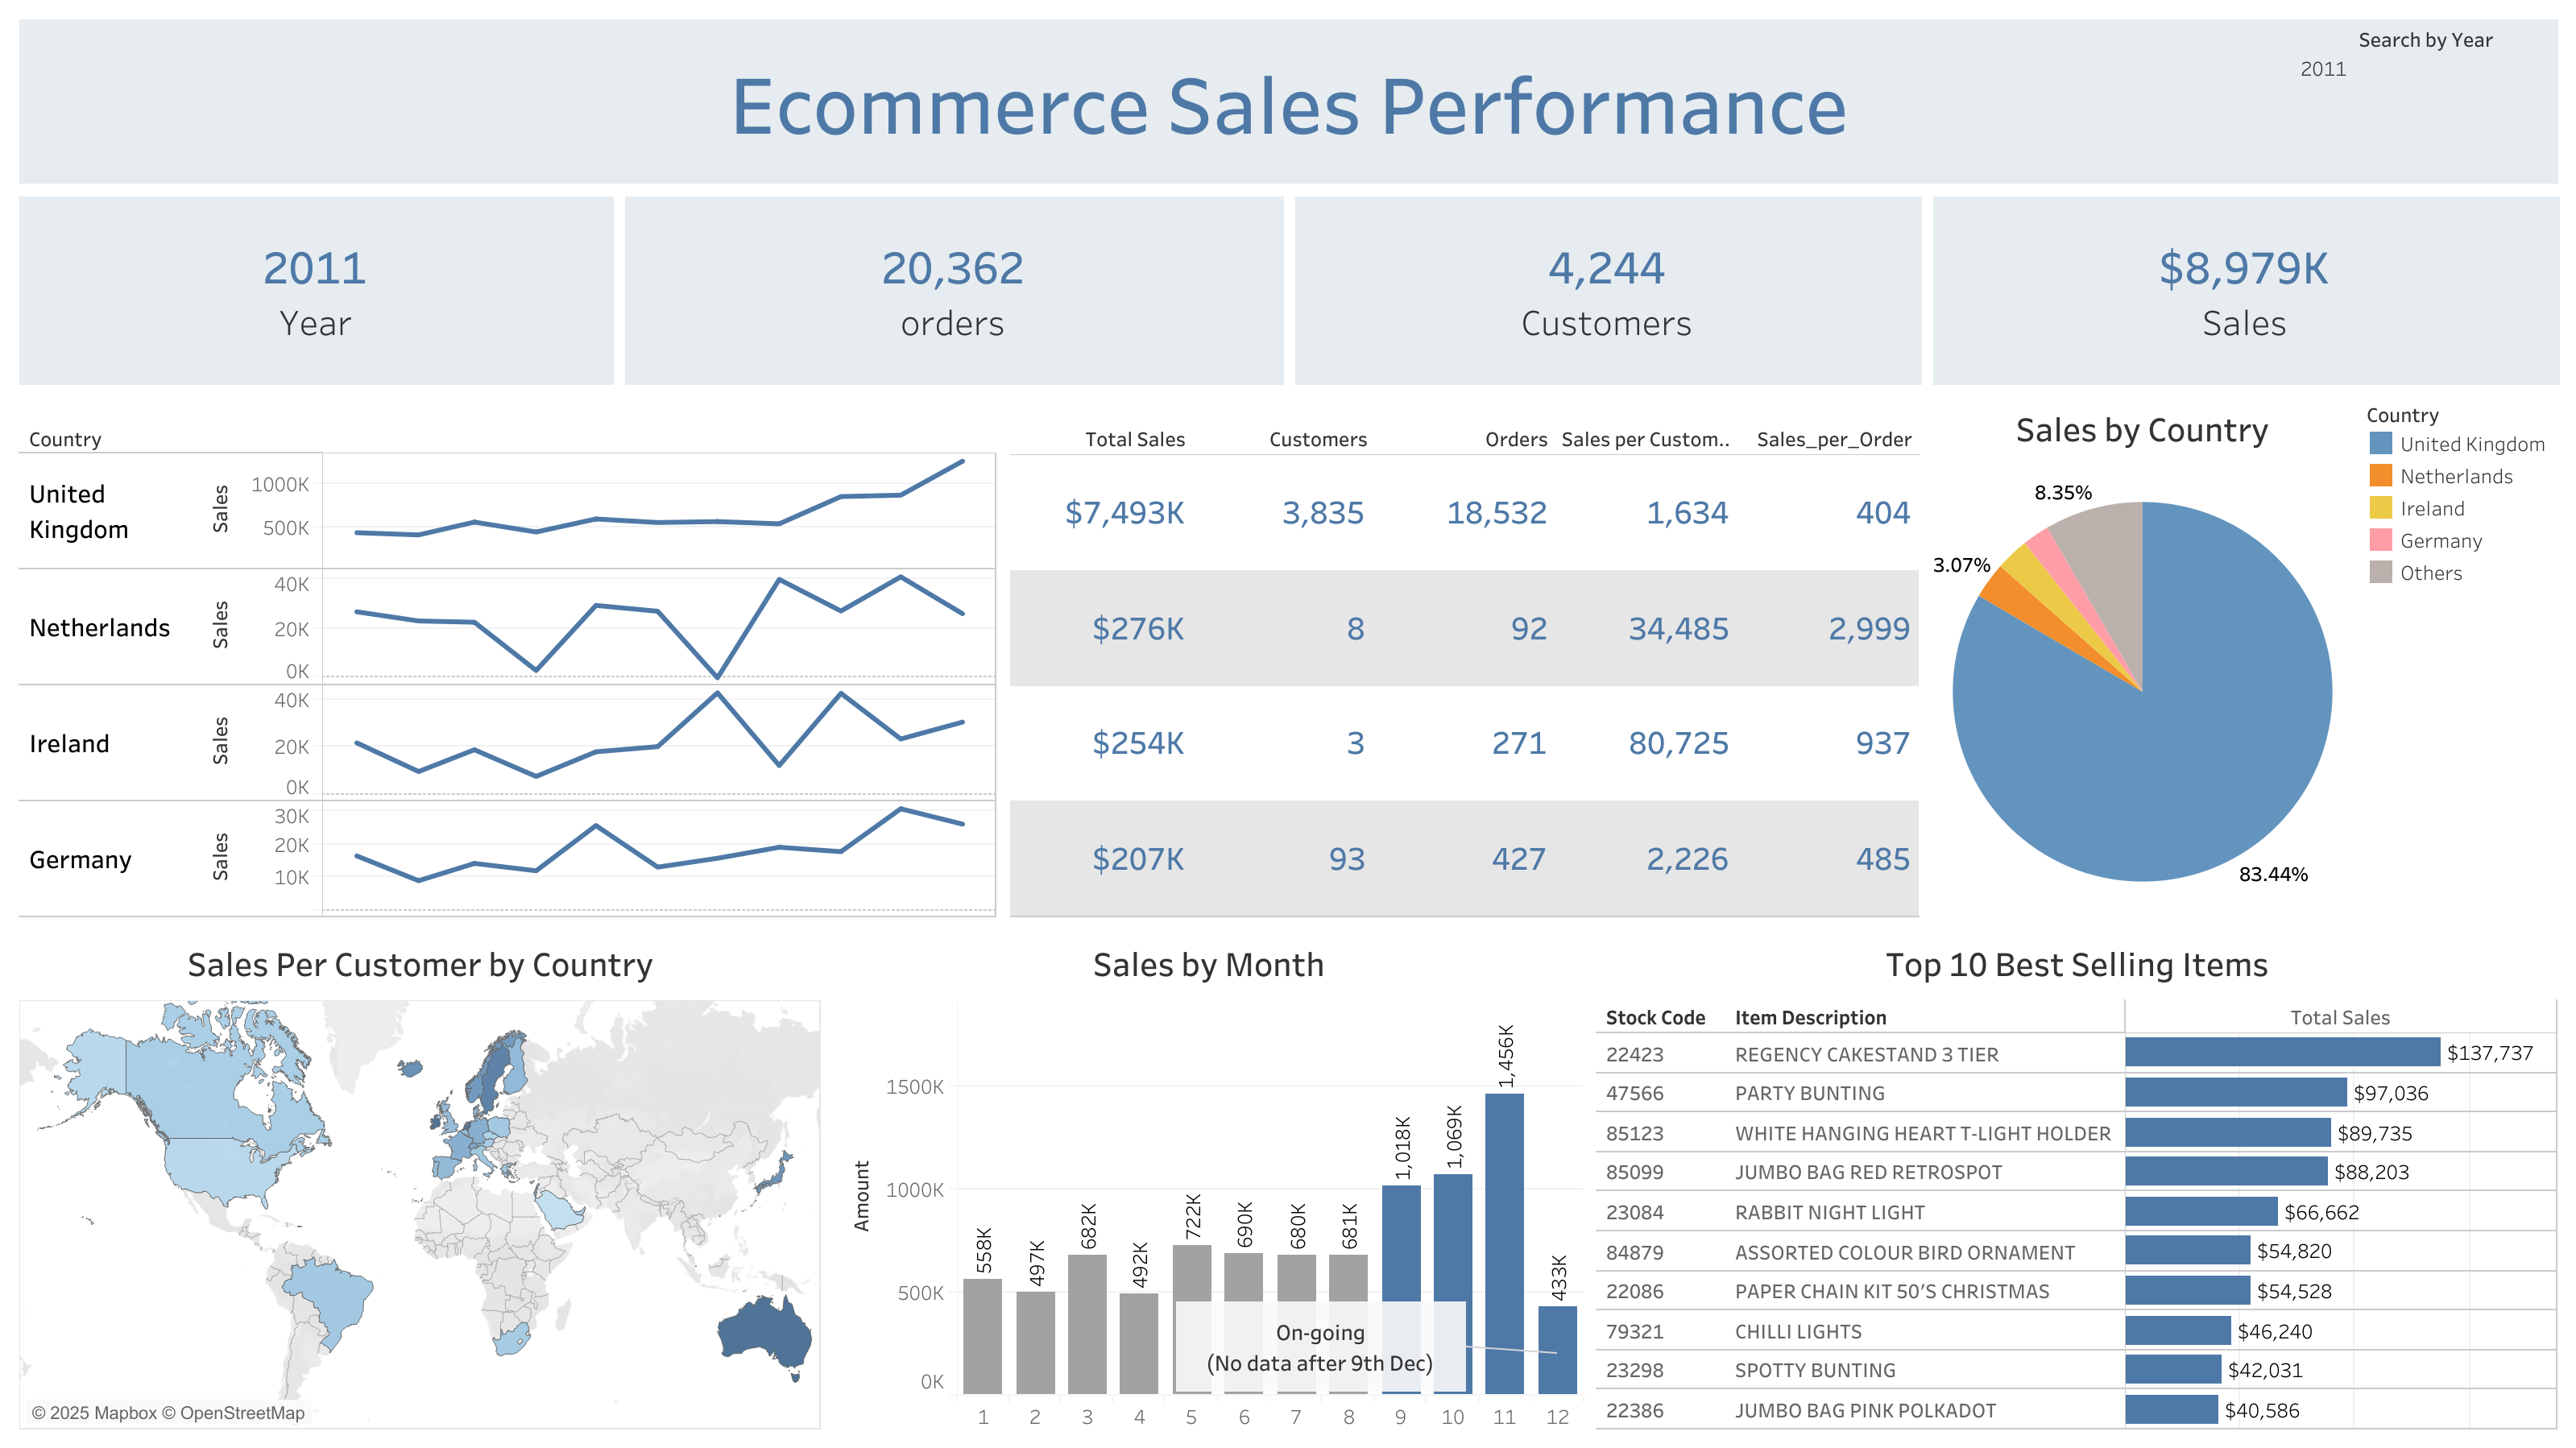 Search by Year
2011
Ecommerce Sales Performance
2011
Year
20,362
orders
4,244
Customers
$8,979K
Sales
Country
United
Kingdom
Sales
1000K
500K
Netherlands
Sales
40K
20K
0K
Ireland
Sales
40K
20K
0K
Germany
Sales
30K
20K
10K
Total Sales Customers Orders Sales per Custom.. Sales_per_Order
$7,493K 3,835 18,532 1,634 404
$276K 8 92 34,485 2,999
$254K 3 271 80,725 937
$207K 93 427 2,226 485
Sales by Country
8.35%
3.07%
83.44%
Country
United Kingdom
Netherlands
Ireland
Germany
Others
Sales Per Customer by Country
© 2025 Mapbox © OpenStreetMap
Sales by Month
Amount
1500K
1000K
500K
0K
558K
497K
682K
492K
722K
690K
680K
681K
1,018K
1,069K
1,456K
433K
On-going
(No data after 9th Dec)
1 2 3 4 5 6 7 8 9 10 11 12
Top 10 Best Selling Items
Stock Code Item Description Total Sales
22423 REGENCY CAKESTAND 3 TIER $137,737
47566 PARTY BUNTING $97,036
85123 WHITE HANGING HEART T-LIGHT HOLDER $89,735
85099 JUMBO BAG RED RETROSPOT $88,203
23084 RABBIT NIGHT LIGHT $66,662
84879 ASSORTED COLOUR BIRD ORNAMENT $54,820
22086 PAPER CHAIN KIT 50'S CHRISTMAS $54,528
79321 CHILLI LIGHTS $46,240
23298 SPOTTY BUNTING $42,031
22386 JUMBO BAG PINK POLKADOT $40,586